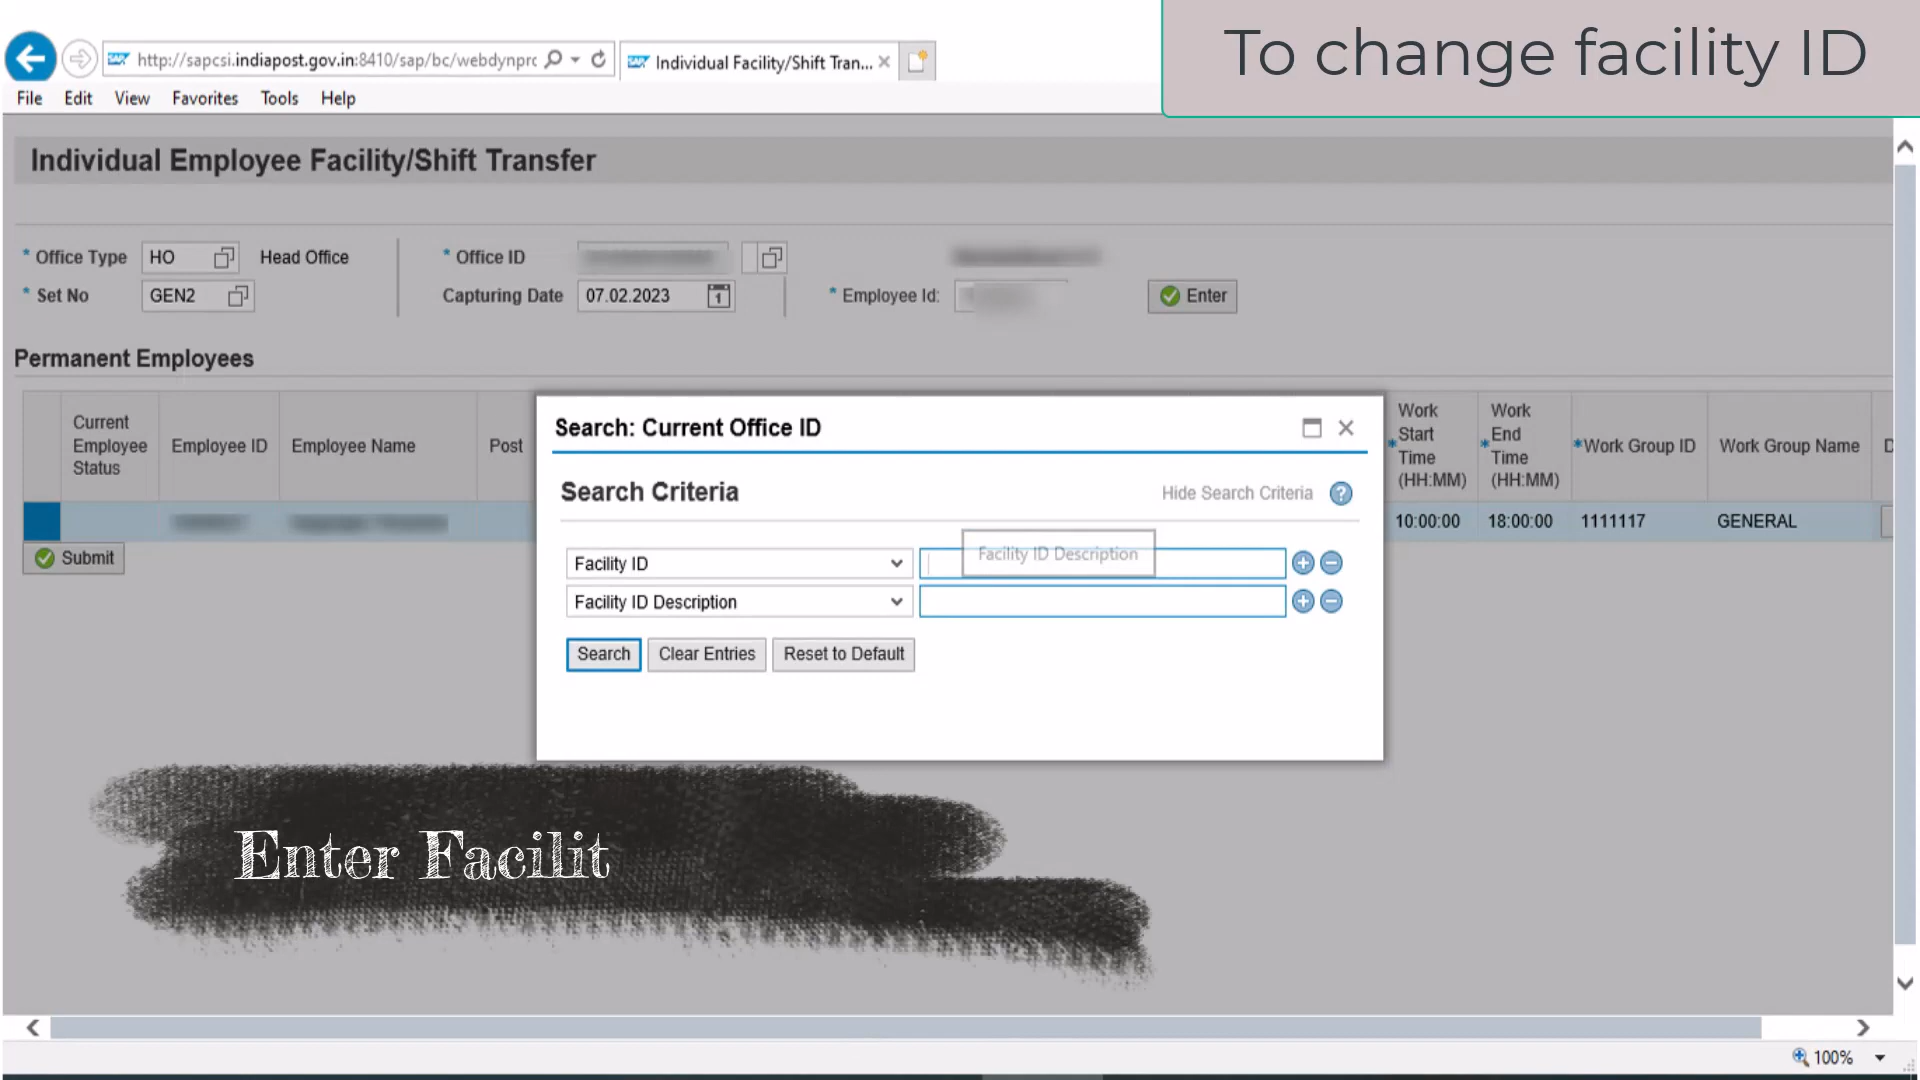 To change facility ID
http://sapcsi.indiapost.gov.in:8410/sap/bc/webdynprc
Individual Facility/Shift Tran...
File Edit View Favorites Tools Help
Individual Employee Facility/Shift Transfer
* Office Type HO Head Office * Office ID
* Set No GEN2 Capturing Date 07.02.2023 * Employee Id: Enter
Permanent Employees
Current Employee Status
Employee ID
Employee Name
Post
* Work Start Time (HH:MM)
* Work End Time (HH:MM)
*Work Group ID
Work Group Name
D
10:00:00 18:00:00 1111117 GENERAL
Submit
Search: Current Office ID
Search Criteria
Hide Search Criteria ?
Facility ID
Facility ID Description
Facility ID Description
Search Clear Entries Reset to Default
Enter Facilit
100%